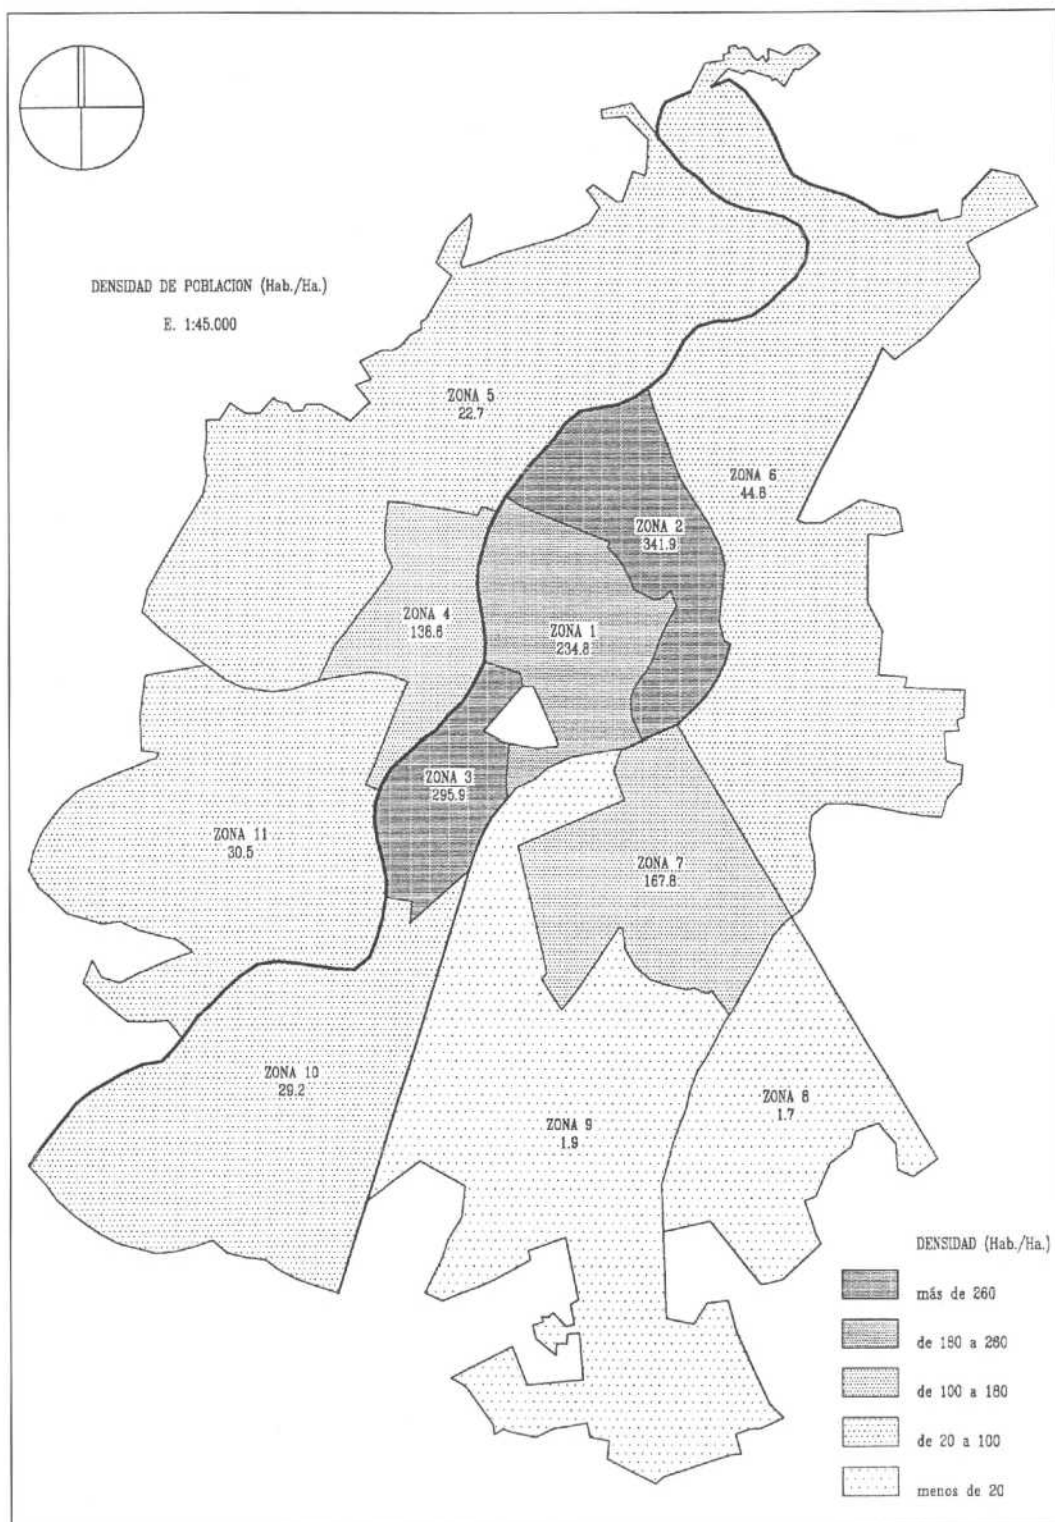 DENSIDAD DE POBLACION (Hab./Ha.)
E. 1:45.000
ZONA 5
22.7
ZONA 6
44.8
ZONA 2
341.9
ZONA 4
136.6
ZONA 1
234.8
ZONA 3
295.9
ZONA 11
30.5
ZONA 7
167.8
ZONA 10
29.2
ZONA 9
1.9
ZONA 8
1.7
DENSIDAD (Hab./Ha.)
más de 260
de 180 a 260
de 100 a 180
de 20 a 100
menos de 20